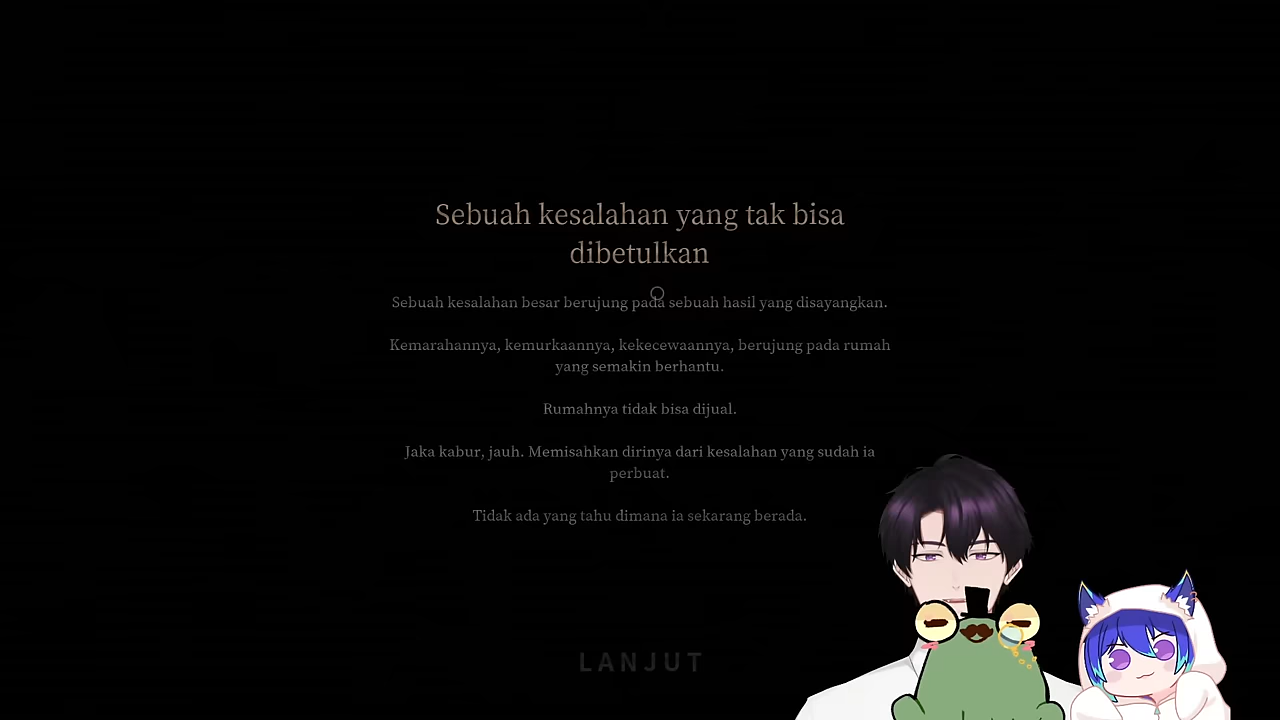 Sebuah kesalahan yang tak bisa
dibetulkan
Sebuah kesalahan besar berujung pada sebuah hasil yang disayangkan.
Kemarahannya, kemurkaannya, kekecewaannya, berujung pada rumah
yang semakin berhantu.
Rumahnya tidak bisa dijual.
Jaka kabur, jauh. Memisahkan dirinya dari kesalahan yang sudah ia
perbuat.
Tidak ada yang tahu dimana ia sekarang berada.
LANJUT